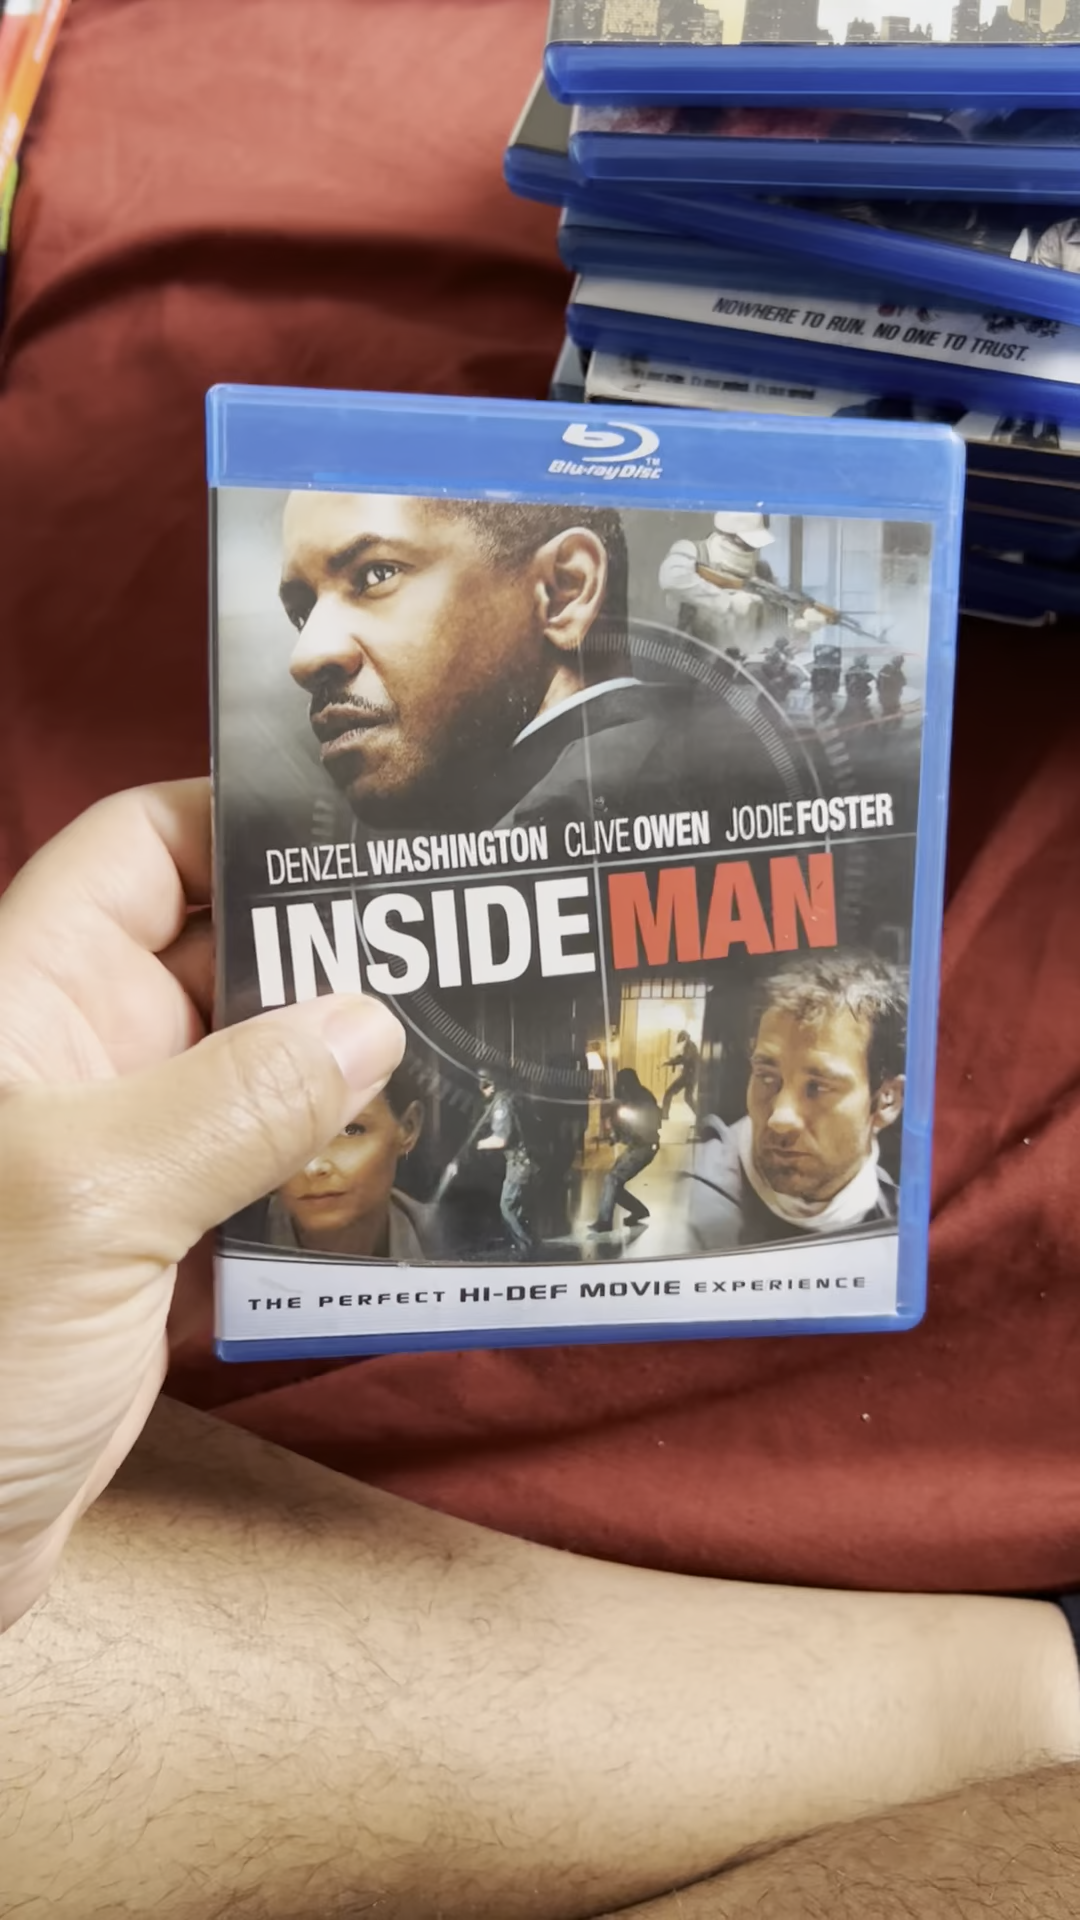 NOWHERE TO RUN. NO ONE TO TRUST.
Blu-ray Disc™
DENZEL WASHINGTON CLIVE OWEN JODIE FOSTER
INSIDE MAN
THE PERFECT HI-DEF MOVIE EXPERIENCE